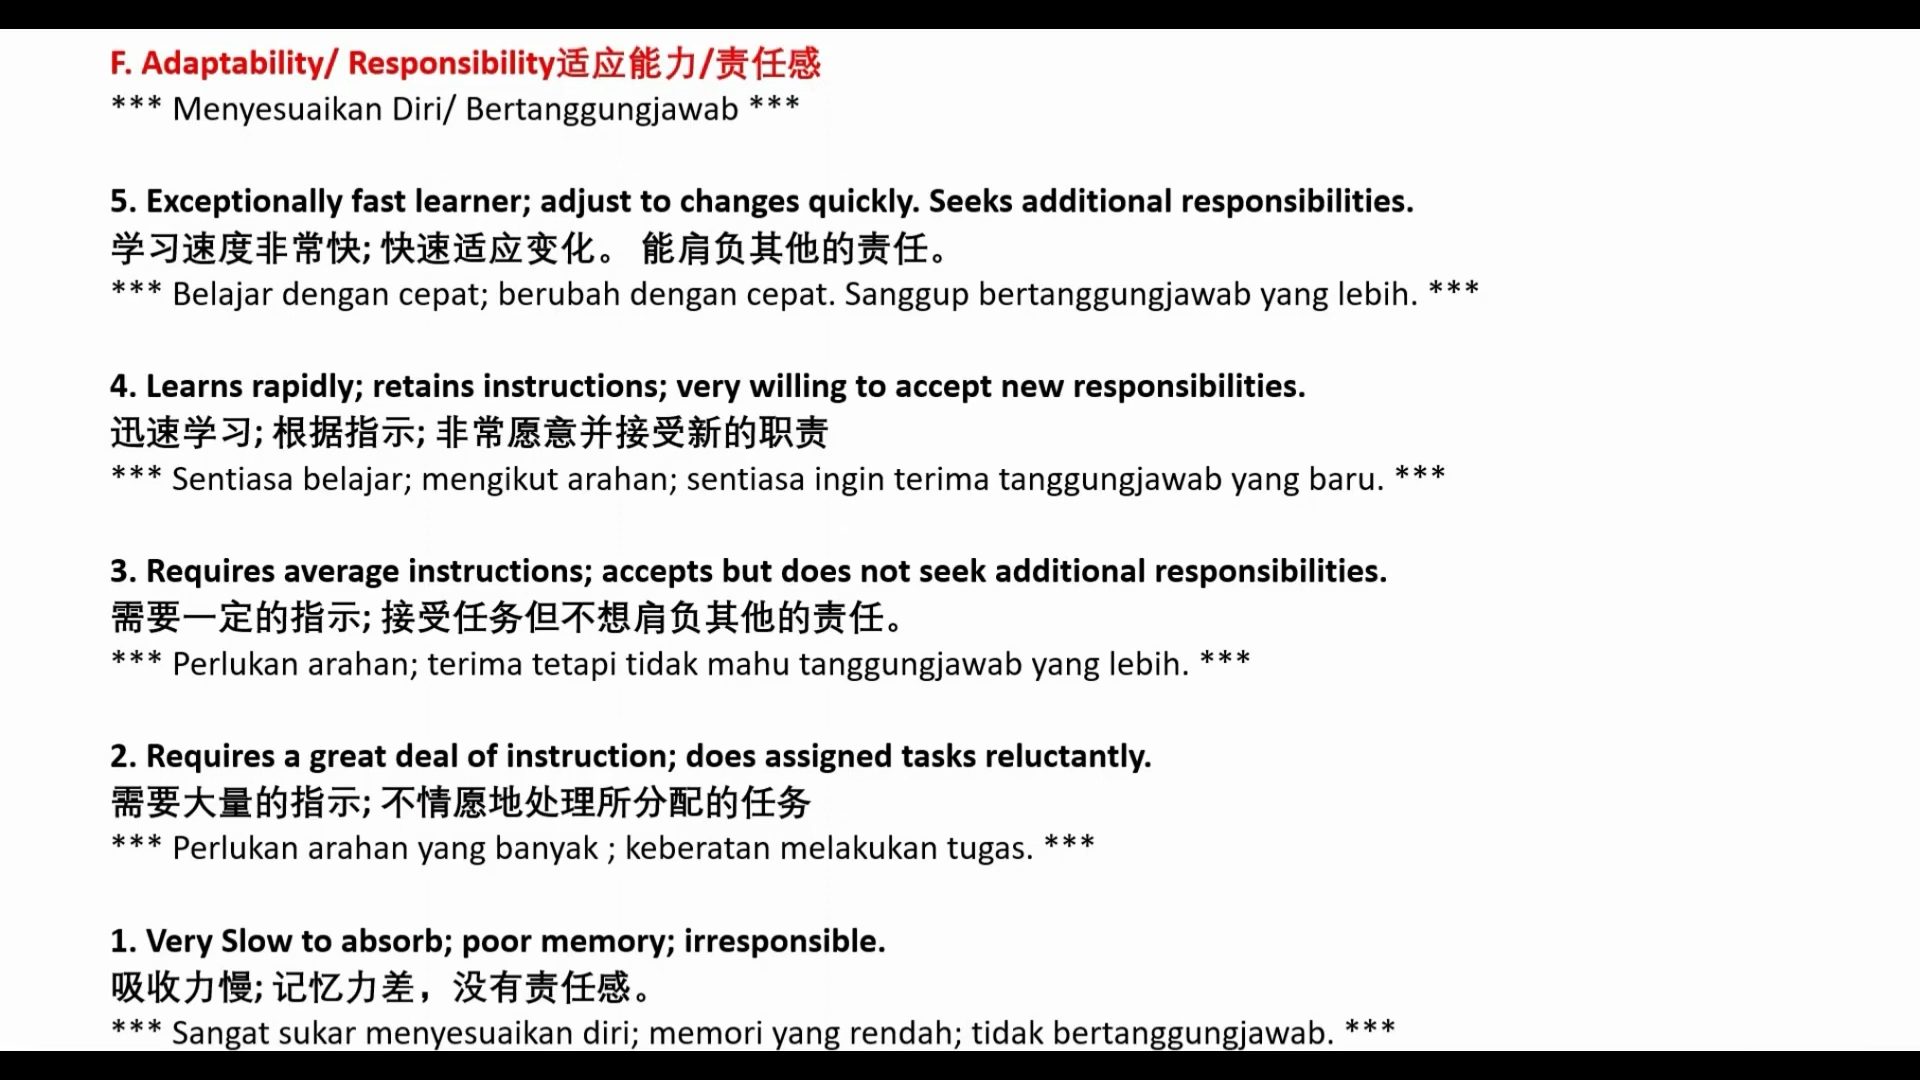 F. Adaptability/ Responsibility适应能力/责任感
*** Menyesuaikan Diri/ Bertanggungjawab ***
5. Exceptionally fast learner; adjust to changes quickly. Seeks additional responsibilities.
学习速度非常快; 快速适应变化。 能肩负其他的责任。
*** Belajar dengan cepat; berubah dengan cepat. Sanggup bertanggungjawab yang lebih. ***
4. Learns rapidly; retains instructions; very willing to accept new responsibilities.
迅速学习; 根据指示; 非常愿意并接受新的职责
*** Sentiasa belajar; mengikut arahan; sentiasa ingin terima tanggungjawab yang baru. ***
3. Requires average instructions; accepts but does not seek additional responsibilities.
需要一定的指示; 接受任务但不想肩负其他的责任。
*** Perlukan arahan; terima tetapi tidak mahu tanggungjawab yang lebih. ***
2. Requires a great deal of instruction; does assigned tasks reluctantly.
需要大量的指示; 不情愿地处理所分配的任务
*** Perlukan arahan yang banyak ; keberatan melakukan tugas. ***
1. Very Slow to absorb; poor memory; irresponsible.
吸收力慢; 记忆力差，没有责任感。
*** Sangat sukar menyesuaikan diri; memori yang rendah; tidak bertanggungjawab. ***